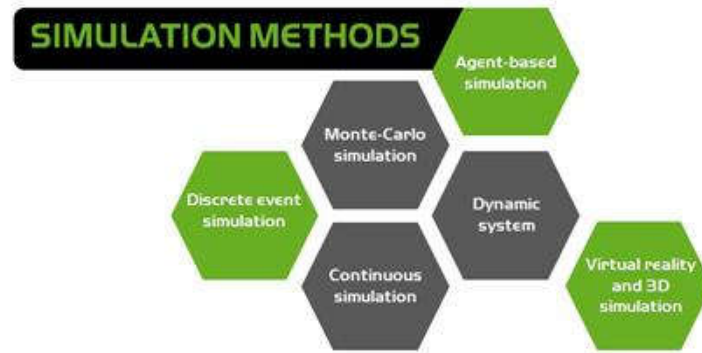 SIMULATION METHODS
Agent-based
simulation
Monte-Carlo
simulation
Discrete event
simulation
Dynamic
system
Continuous
simulation
Virtual reality
and 3D
simulation